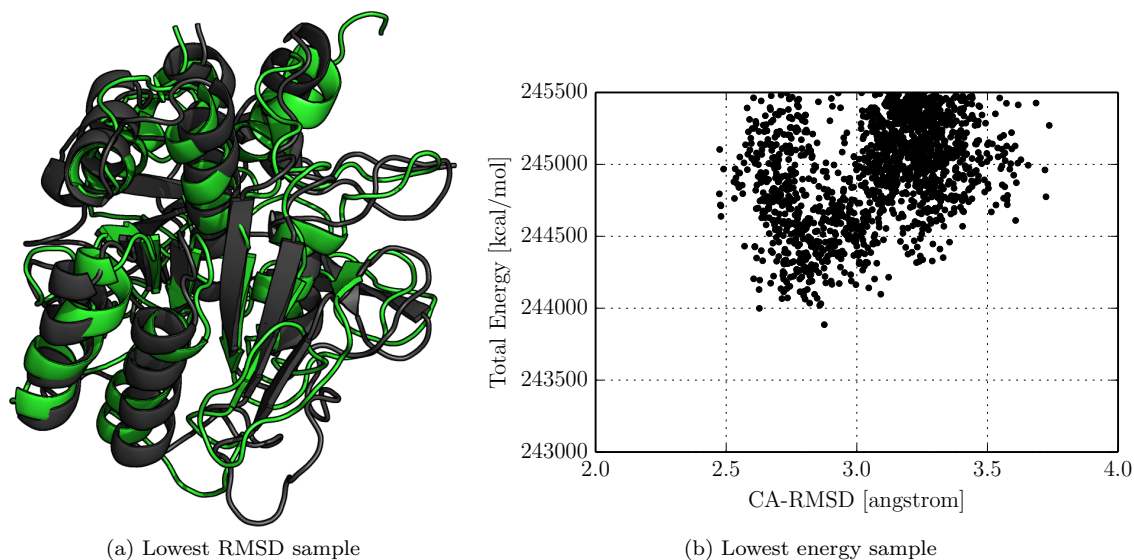 245500
245000
244500
244000
243500
243000
Total Energy [kcal/mol]
2.0 2.5 3.0 3.5 4.0
CA-RMSD [angstrom]
(a) Lowest RMSD sample
(b) Lowest energy sample